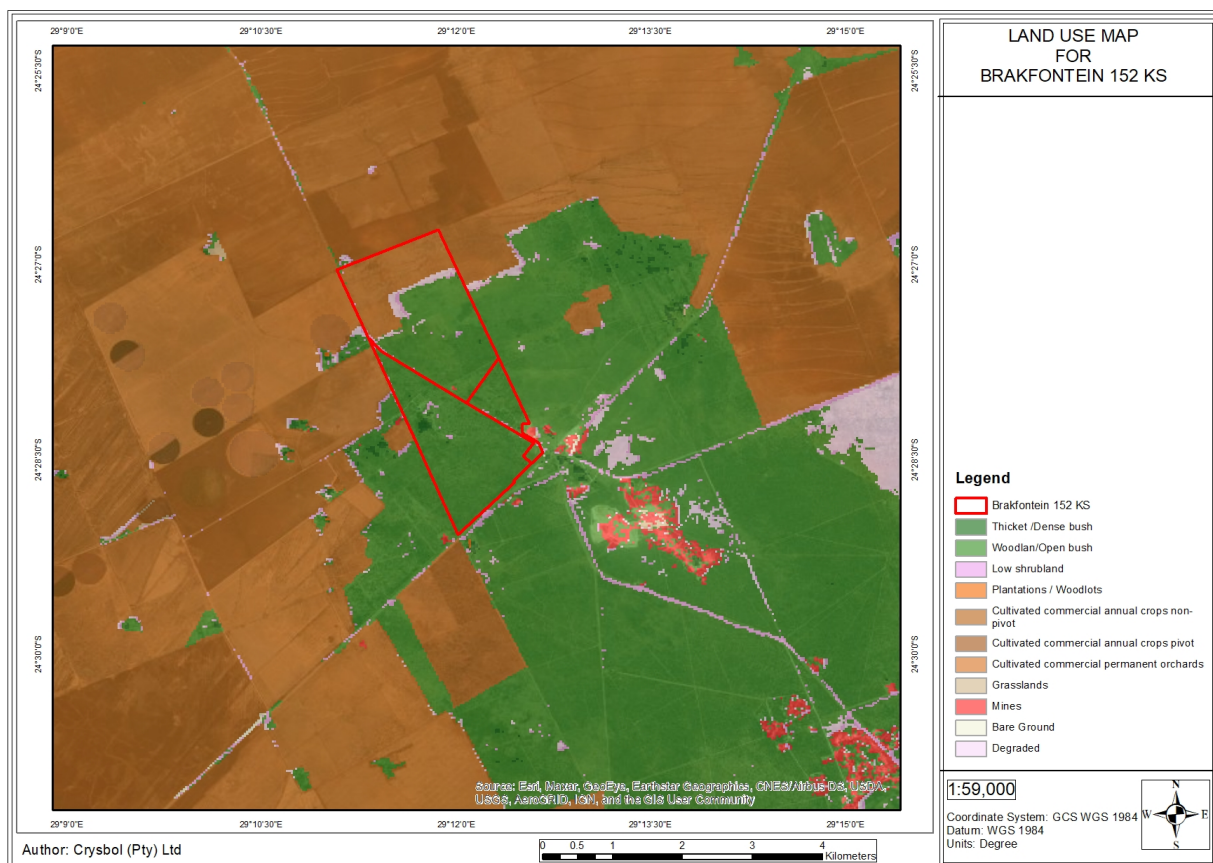 LAND USE MAP
FOR
BRAKFONTEIN 152 KS
29°9'0"E
29°10'30"E
29°12'0"E
29°13'30"E
29°15'0"E
24°25'30"S
24°25'30"S
24°27'0"S
24°27'0"S
24°28'30"S
24°28'30"S
24°30'0"S
24°30'0"S
Legend
Brakfontein 152 KS
Thicket /Dense bush
Woodlan/Open bush
Low shrubland
Plantations / Woodlots
Cultivated commercial annual crops non-
pivot
Cultivated commercial annual crops pivot
Cultivated commercial permanent orchards
Grasslands
Mines
Bare Ground
Degraded
Source: Esri, Maxar, GeoEye, Earthstar Geographics, CNES/Airbus DS, USDA,
USGS, AeroGRID, IGN, and the GIS User Community
1:59,000
Coordinate System: GCS WGS 1984
Datum: WGS 1984
Units: Degree
N
W
E
S
29°9'0"E
29°10'30"E
29°12'0"E
29°13'30"E
29°15'0"E
Author: Crysbol (Pty) Ltd
0 0.5 1 2 3 4
Kilometers